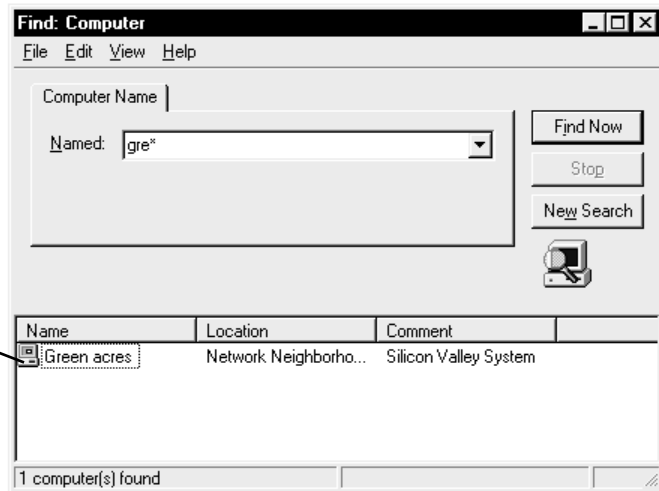 Find: Computer
File Edit View Help
Computer Name
Named: gre*
Find Now
Stop
New Search
Name Location Comment
Green acres Network Neighborho... Silicon Valley System
1 computer(s) found